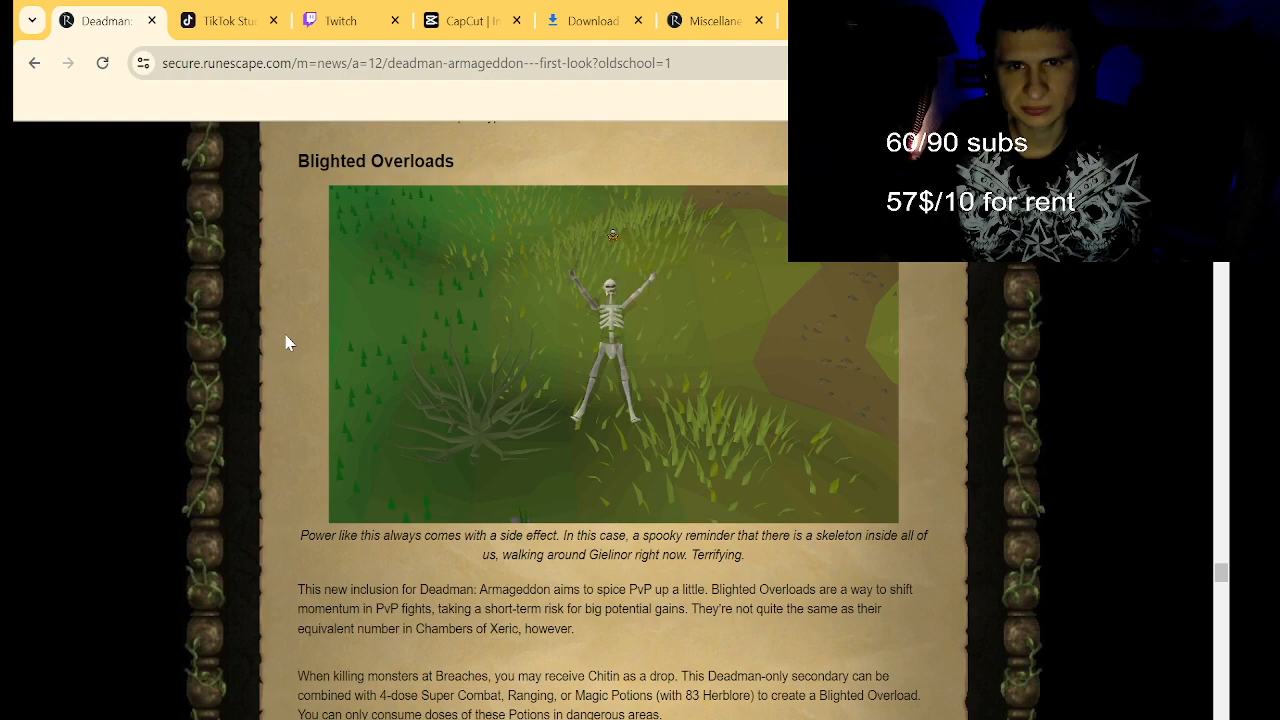 Deadman:
TikTok Stu
Twitch
CapCut | In
Download
Miscellane
secure.runescape.com/m=news/a=12/deadman-armageddon---first-look?oldschool=1
60/90 subs
57$/10 for rent
Blighted Overloads
Power like this always comes with a side effect. In this case, a spooky reminder that there is a skeleton inside all of
us, walking around Gielinor right now. Terrifying.
This new inclusion for Deadman: Armageddon aims to spice PvP up a little. Blighted Overloads are a way to shift
momentum in PvP fights, taking a short-term risk for big potential gains. They're not quite the same as their
equivalent number in Chambers of Xeric, however.
When killing monsters at Breaches, you may receive Chitin as a drop. This Deadman-only secondary can be
combined with 4-dose Super Combat, Ranging, or Magic Potions (with 83 Herblore) to create a Blighted Overload.
You can only consume doses of these Potions in dangerous areas.